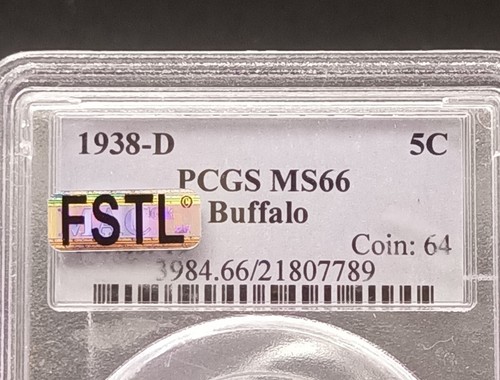 1938-D 5C
PCGS MS66
Buffalo
FSTL©
Coin: 64
3984.66/21807789